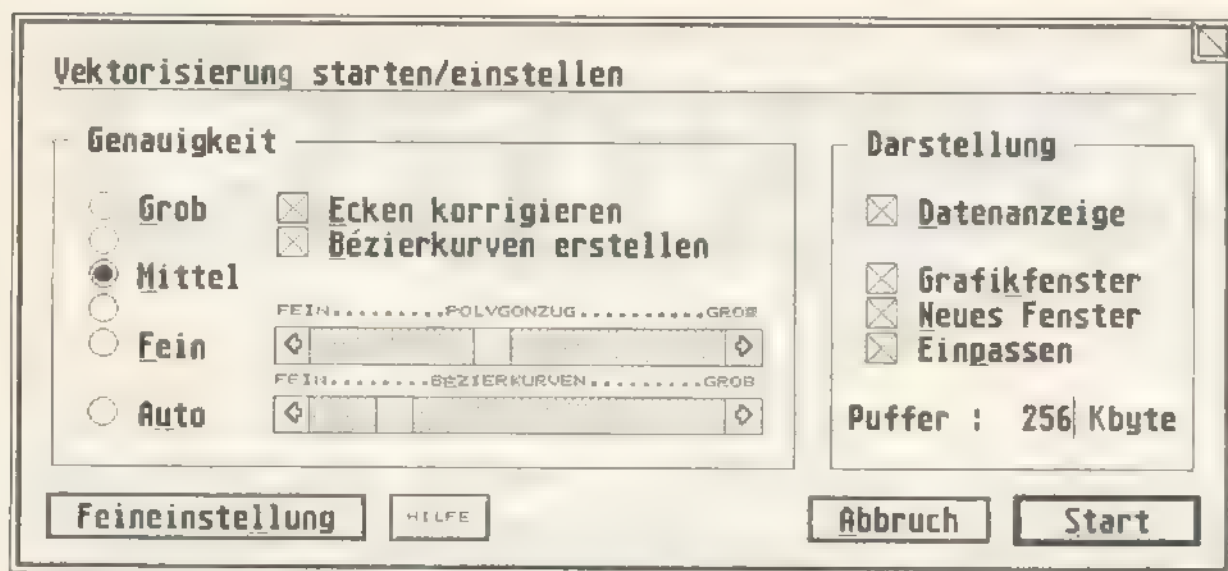 Vektorisierung starten/einstellen
Genauigkeit
Grob
Mittel
Fein
Auto
Ecken korrigieren
Bézierkurven erstellen
FEIN.........POLYGONZUG..........GROB
FEIN........BEZIERKURVEN.........GROB
Darstellung
Datenanzeige
Grafikfenster
Neues Fenster
Einpassen
Puffer : 256 Kbyte
Feineinstellung
HILFE
Abbruch
Start